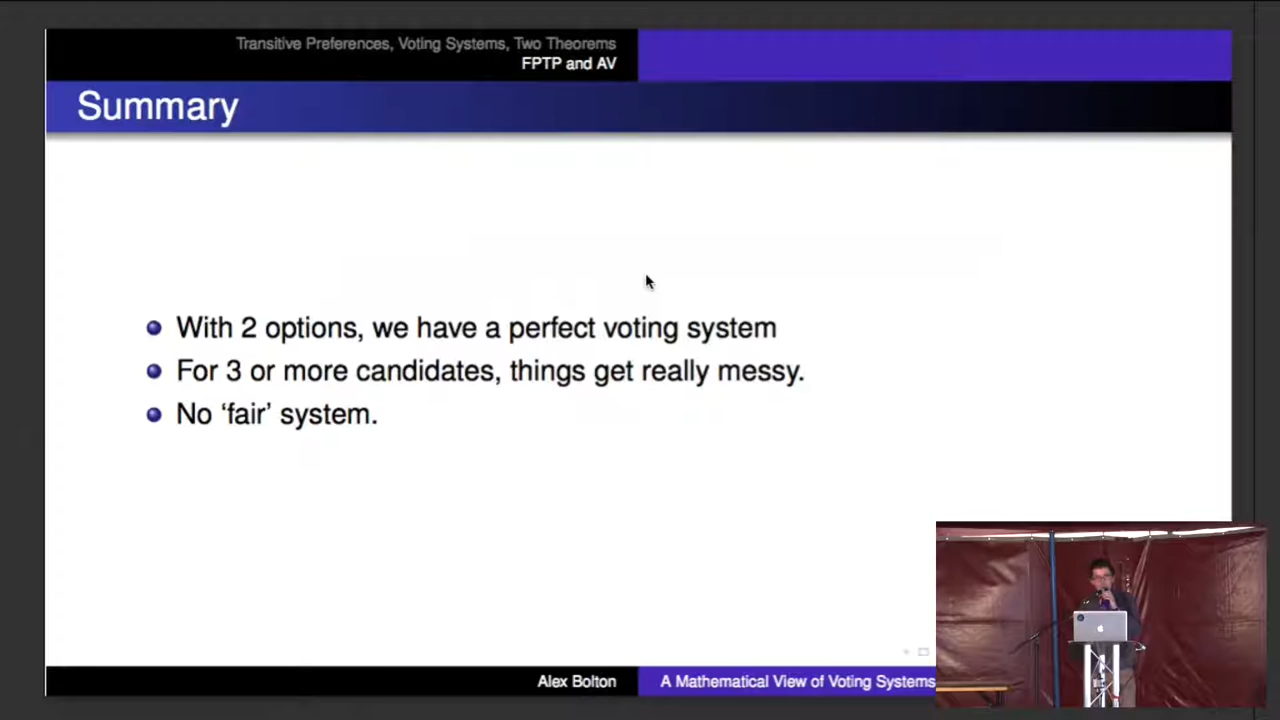 Transitive Preferences, Voting Systems, Two Theorems
FPTP and AV
Summary
With 2 options, we have a perfect voting system
For 3 or more candidates, things get really messy.
No ‘fair’ system.
Alex Bolton
A Mathematical View of Voting Systems